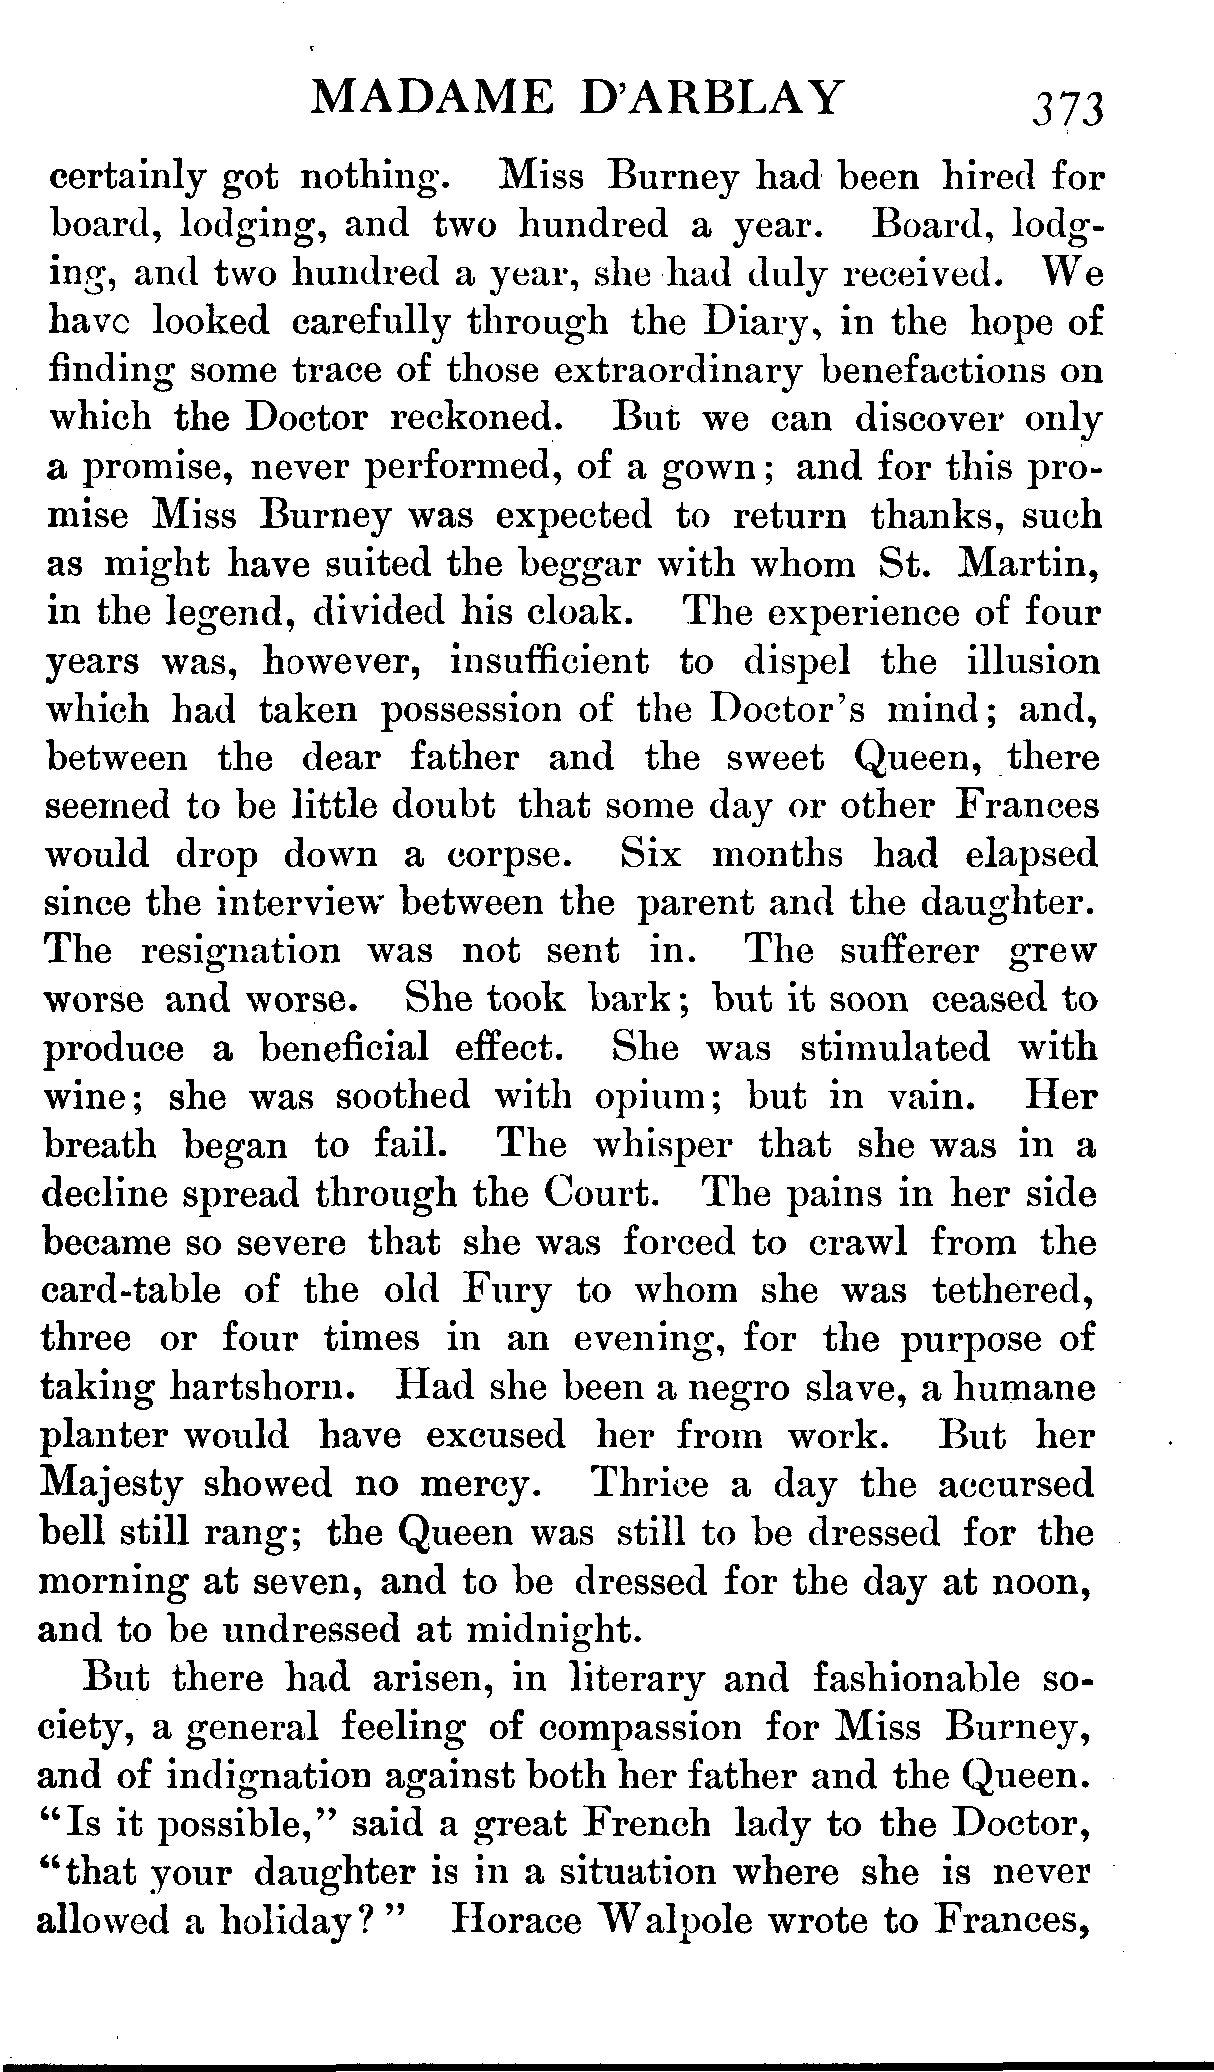 MADAME D'ARBLAY 373
certainly got nothing. Miss Burney had been hired for
board, lodging, and two hundred a year. Board, lodg-
ing, and two hundred a year, she had duly received. We
have looked carefully through the Diary, in the hope of
finding some trace of those extraordinary benefactions on
which the Doctor reckoned. But we can discover only
a promise, never performed, of a gown; and for this pro-
mise Miss Burney was expected to return thanks, such
as might have suited the beggar with whom St. Martin,
in the legend, divided his cloak. The experience of four
years was, however, insufficient to dispel the illusion
which had taken possession of the Doctor's mind; and,
between the dear father and the sweet Queen, there
seemed to be little doubt that some day or other Frances
would drop down a corpse. Six months had elapsed
since the interview between the parent and the daughter.
The resignation was not sent in. The sufferer grew
worse and worse. She took bark; but it soon ceased to
produce a beneficial effect. She was stimulated with
wine; she was soothed with opium; but in vain. Her
breath began to fail. The whisper that she was in a
decline spread through the Court. The pains in her side
became so severe that she was forced to crawl from the
card-table of the old Fury to whom she was tethered,
three or four times in an evening, for the purpose of
taking hartshorn. Had she been a negro slave, a humane
planter would have excused her from work. But her
Majesty showed no mercy. Thrice a day the accursed
bell still rang; the Queen was still to be dressed for the
morning at seven, and to be dressed for the day at noon,
and to be undressed at midnight.
But there had arisen, in literary and fashionable so-
ciety, a general feeling of compassion for Miss Burney,
and of indignation against both her father and the Queen.
"Is it possible," said a great French lady to the Doctor,
"that your daughter is in a situation where she is never
allowed a holiday?" Horace Walpole wrote to Frances,